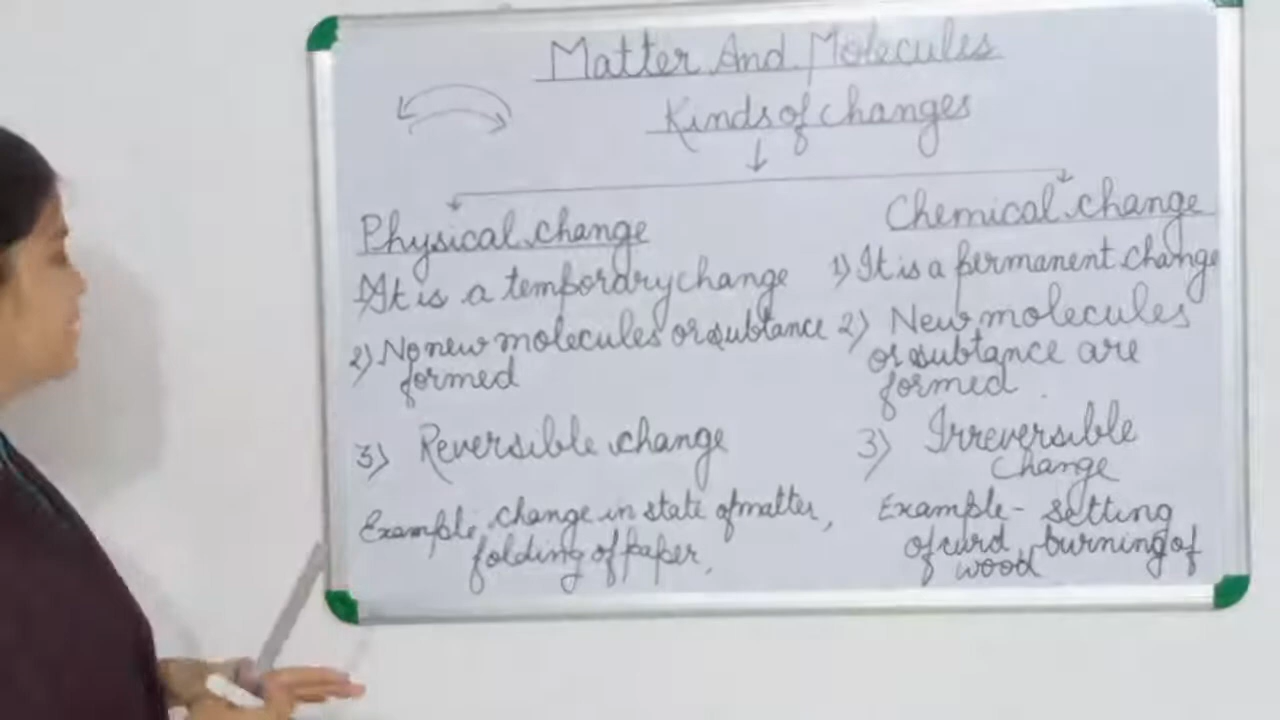 Matter And Molecules
Kinds of changes
Physical change
1) It is a temporary change
2) No new molecules or subtance
formed
3) Reversible change
Example, change in state of matter,
folding of paper,
Chemical change
1) It is a permanent change
2) New molecules
or subtance are
formed
3) Irreversible
change
Example - setting
of curd, burning of
wood